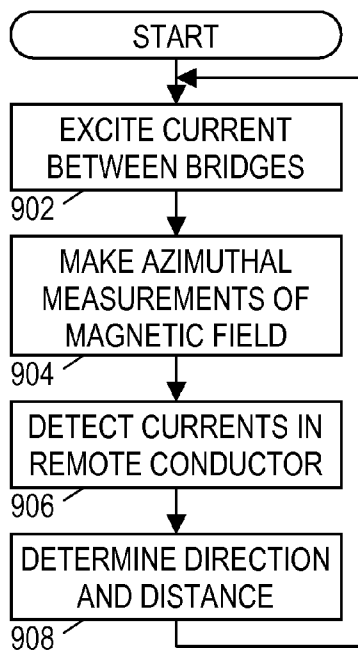 START
EXCITE CURRENT
BETWEEN BRIDGES
902
MAKE AZIMUTHAL
MEASUREMENTS OF
MAGNETIC FIELD
904
DETECT CURRENTS IN
REMOTE CONDUCTOR
906
DETERMINE DIRECTION
AND DISTANCE
908